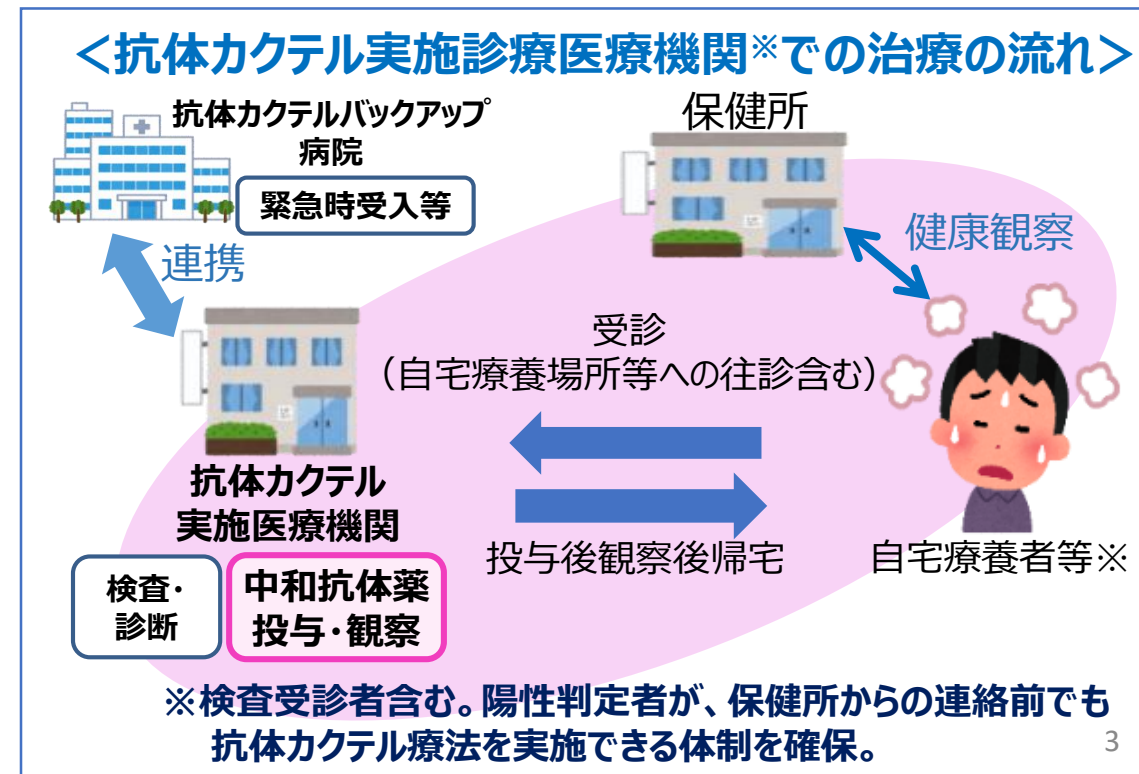 ＜抗体カクテル実施診療医療機関※での治療の流れ＞
抗体カクテルバックアップ
病院
緊急時受入等
保健所
連携
健康観察
受診
（自宅療養場所等への往診含む）
抗体カクテル
実施医療機関
検査・
診断
中和抗体薬
投与・観察
投与後観察後帰宅
自宅療養者等※
※検査受診者含む。陽性判定者が、保健所からの連絡前でも
抗体カクテル療法を実施できる体制を確保。
3